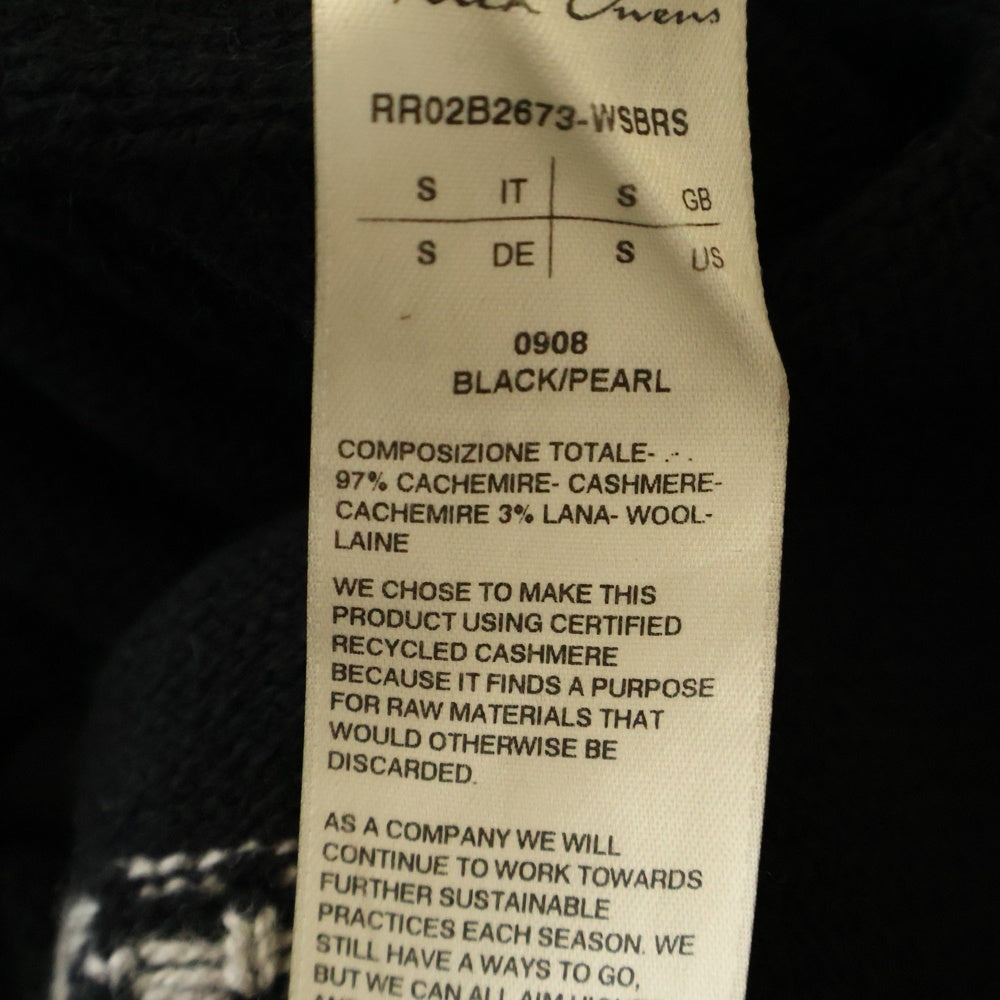 Owens
RR02B2673-WSBRS
S IT S GB
S DE S US
0908
BLACK/PEARL
COMPOSIZIONE TOTALE- .-.
97% CACHEMIRE- CASHMERE-
CACHEMIRE 3% LANA- WOOL-
LAINE
WE CHOSE TO MAKE THIS
PRODUCT USING CERTIFIED
RECYCLED CASHMERE
BECAUSE IT FINDS A PURPOSE
FOR RAW MATERIALS THAT
WOULD OTHERWISE BE
DISCARDED.
AS A COMPANY WE WILL
CONTINUE TO WORK TOWARDS
FURTHER SUSTAINABLE
PRACTICES EACH SEASON. WE
STILL HAVE A WAYS TO GO,
BUT WE CAN ALL AIM